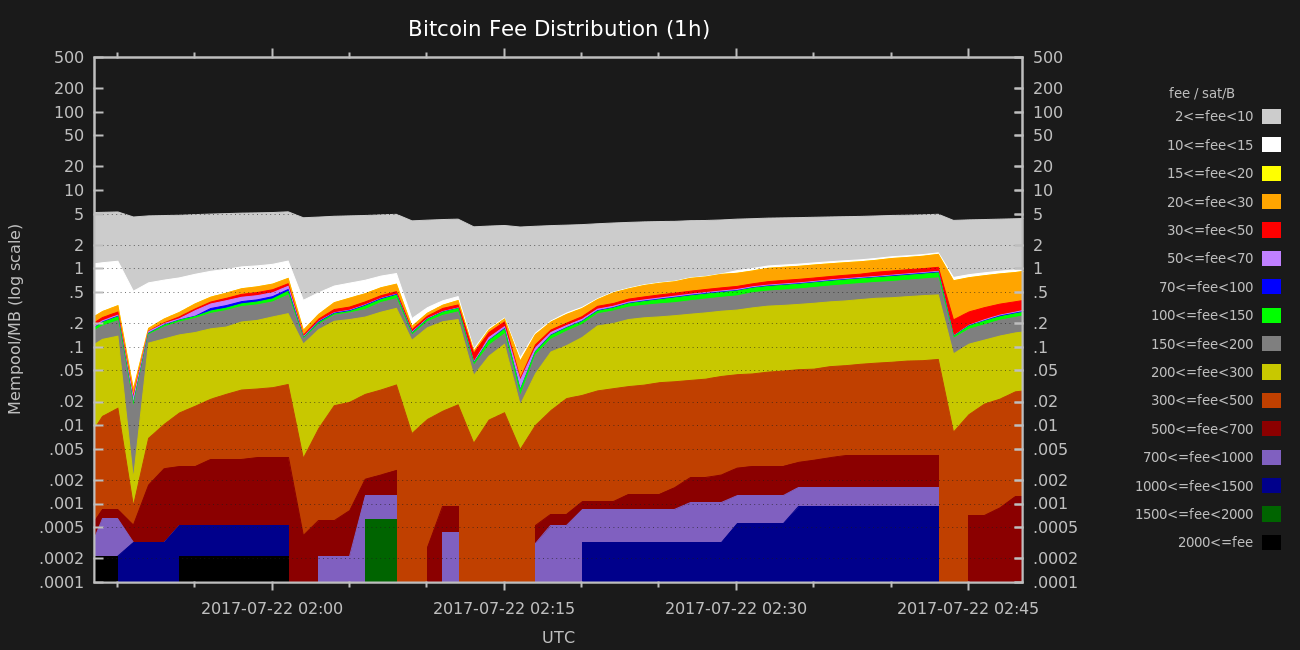 Bitcoin Fee Distribution (1h)
Mempool/MB (log scale)
500
200
100
50
20
10
5
2
1
.5
.2
.1
.05
.02
.01
.005
.002
.001
.0005
.0002
.0001
500
200
100
50
20
10
5
2
1
.5
.2
.1
.05
.02
.01
.005
.002
.001
.0005
.0002
.0001
2017-07-22 02:00
2017-07-22 02:15
2017-07-22 02:30
2017-07-22 02:45
UTC
fee / sat/B
2<=fee<10
10<=fee<15
15<=fee<20
20<=fee<30
30<=fee<50
50<=fee<70
70<=fee<100
100<=fee<150
150<=fee<200
200<=fee<300
300<=fee<500
500<=fee<700
700<=fee<1000
1000<=fee<1500
1500<=fee<2000
2000<=fee